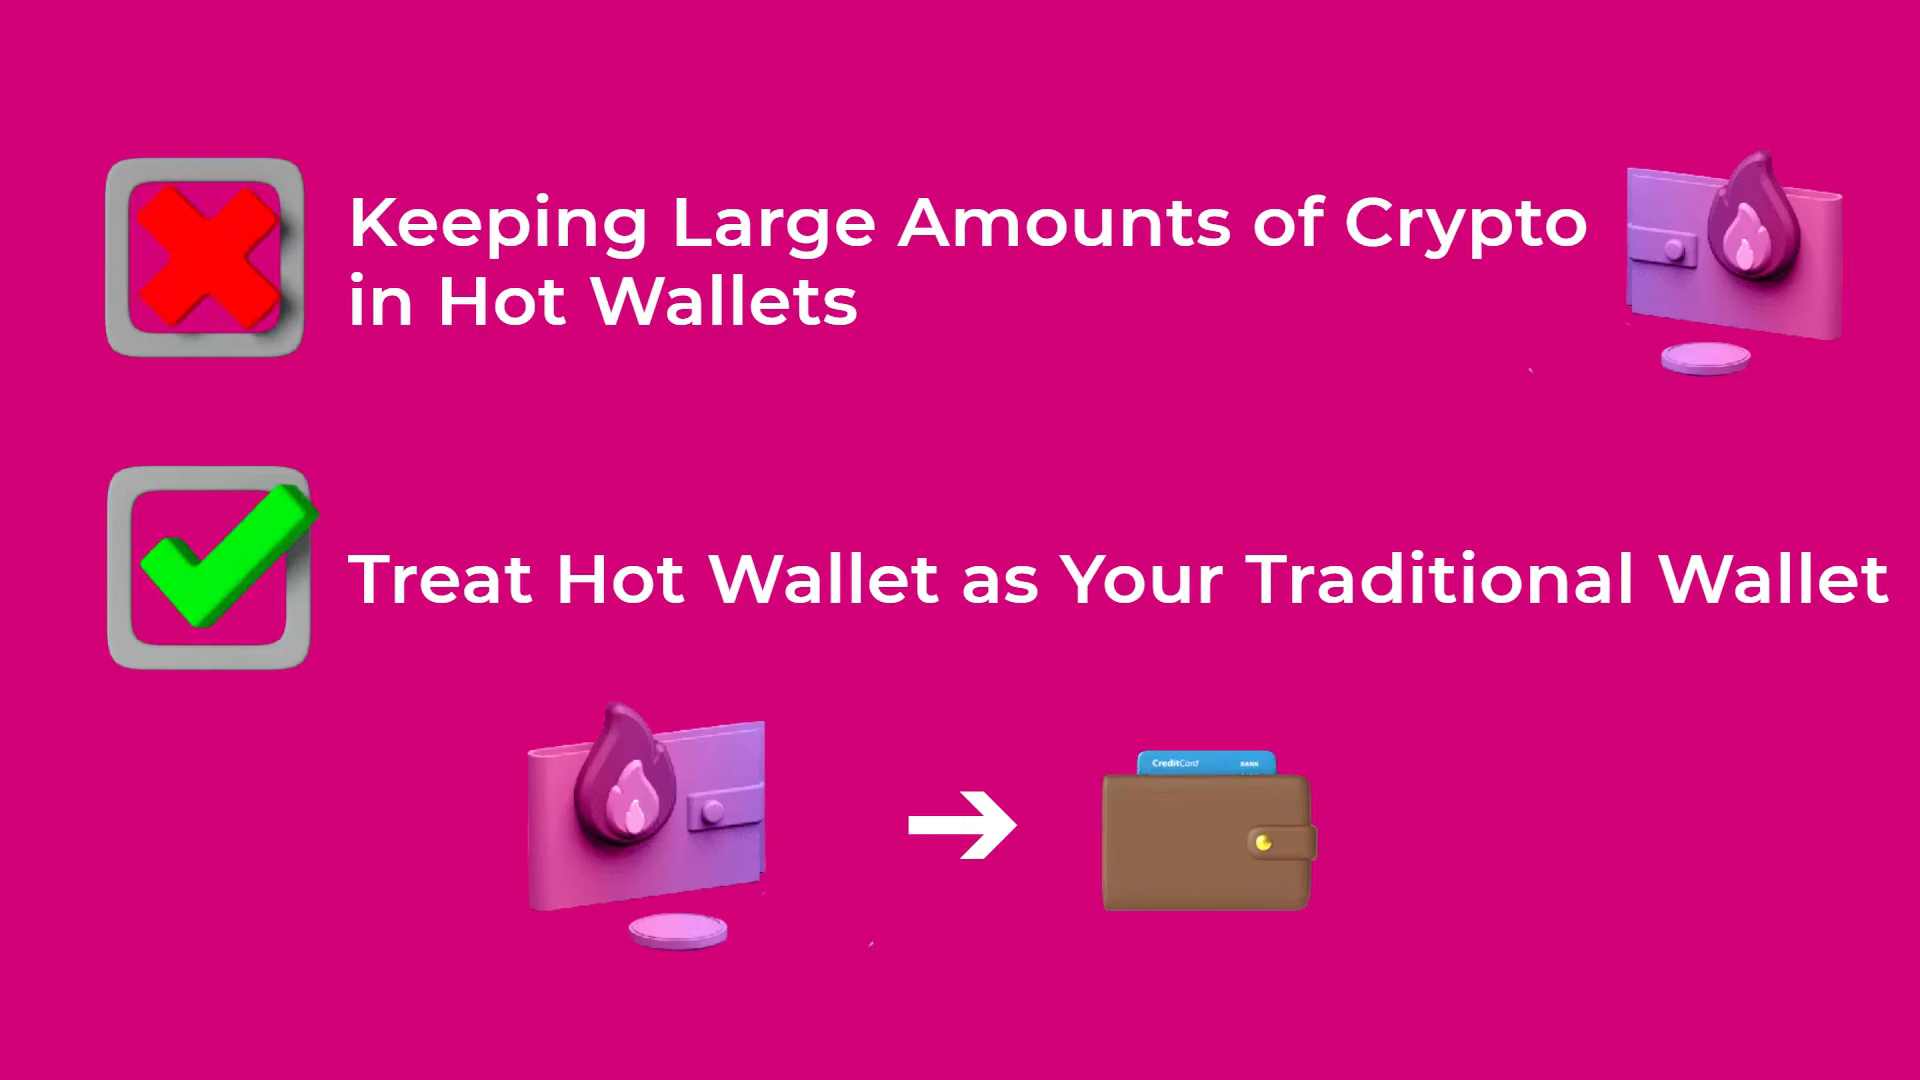 Keeping Large Amounts of Crypto
in Hot Wallets
Treat Hot Wallet as Your Traditional Wallet
CreditCard BANK